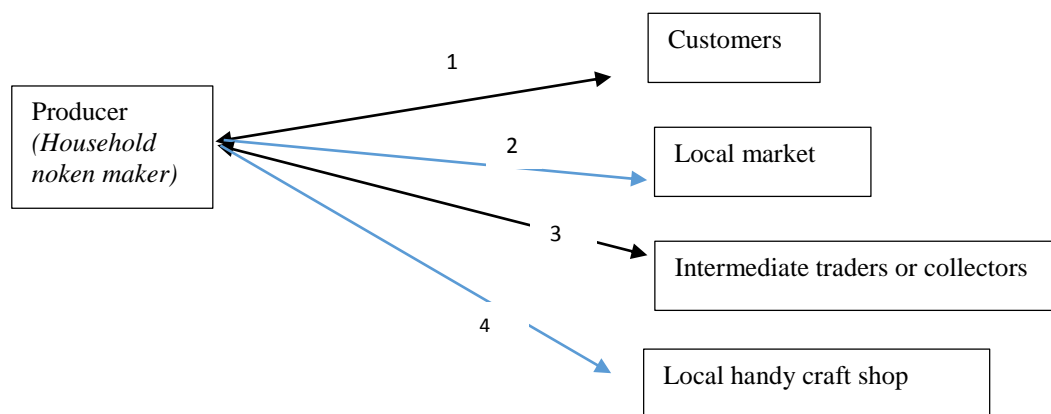 Customers
1
Producer
(Household
noken maker)
2
Local market
3
Intermediate traders or collectors
4
Local handy craft shop